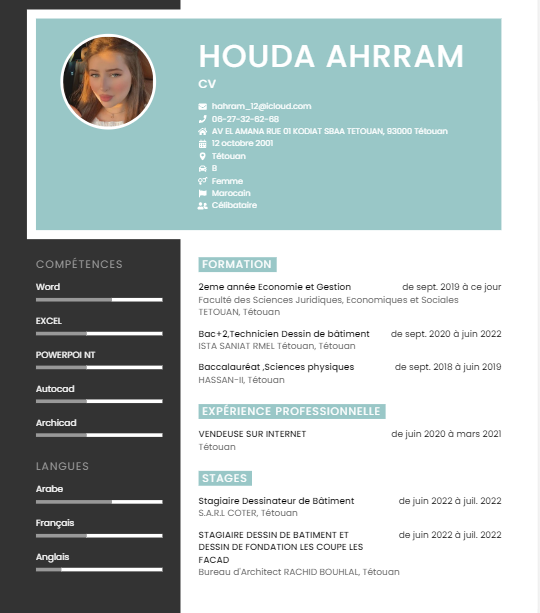 HOUDA AHRRAM
CV
hahram_12@icloud.com
06-27-32-62-68
AV EL AMANA RUE 01 KODIAT SBAA TETOUAN, 93000 Tétouan
12 octobre 2001
Tétouan
B
Femme
Marocain
Célibataire
COMPÉTENCES
Word
EXCEL
POWERPOI NT
Autocad
Archicad
LANGUES
Arabe
Français
Anglais
FORMATION
2eme année Economie et Gestion de sept. 2019 à ce jour
Faculté des Sciences Juridiques, Economiques et Sociales
TETOUAN, Tétouan
Bac+2,Technicien Dessin de bâtiment de sept. 2020 à juin 2022
ISTA SANIAT RMEL Tétouan, Tétouan
Baccalauréat ,Sciences physiques de sept. 2018 à juin 2019
HASSAN-II, Tétouan
EXPÉRIENCE PROFESSIONNELLE
VENDEUSE SUR INTERNET de juin 2020 à mars 2021
Tétouan
STAGES
Stagiaire Dessinateur de Bâtiment de juin 2022 à juil. 2022
S.A.R.L COTER, Tétouan
STAGIAIRE DESSIN DE BATIMENT ET de juin 2022 à juil. 2022
DESSIN DE FONDATION LES COUPE LES
FACAD
Bureau d'Architect RACHID BOUHLAL, Tétouan